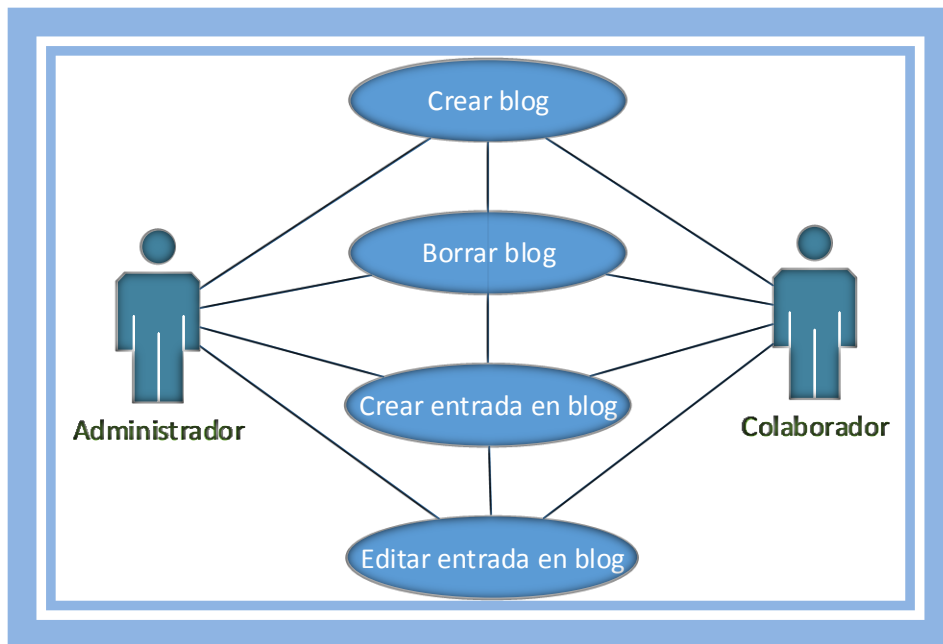 Crear blog
Borrar blog
Crear entrada en blog
Administrador
Colaborador
Editar entrada en blog